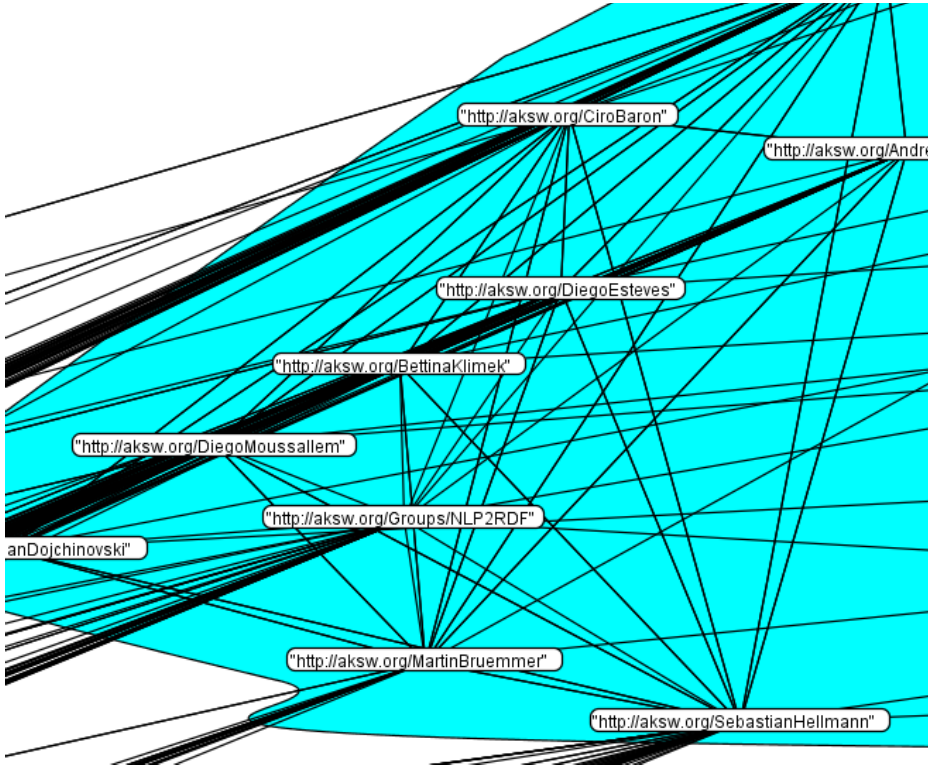 "http://aksw.org/CiroBaron"
"http://aksw.org/Andre
"http://aksw.org/DiegoEsteves"
"http://aksw.org/BettinaKlimek"
"http://aksw.org/DiegoMoussallem"
"http://aksw.org/Groups/NLP2RDF"
anDojchinovski"
"http://aksw.org/MartinBruemmer"
"http://aksw.org/SebastianHellmann"